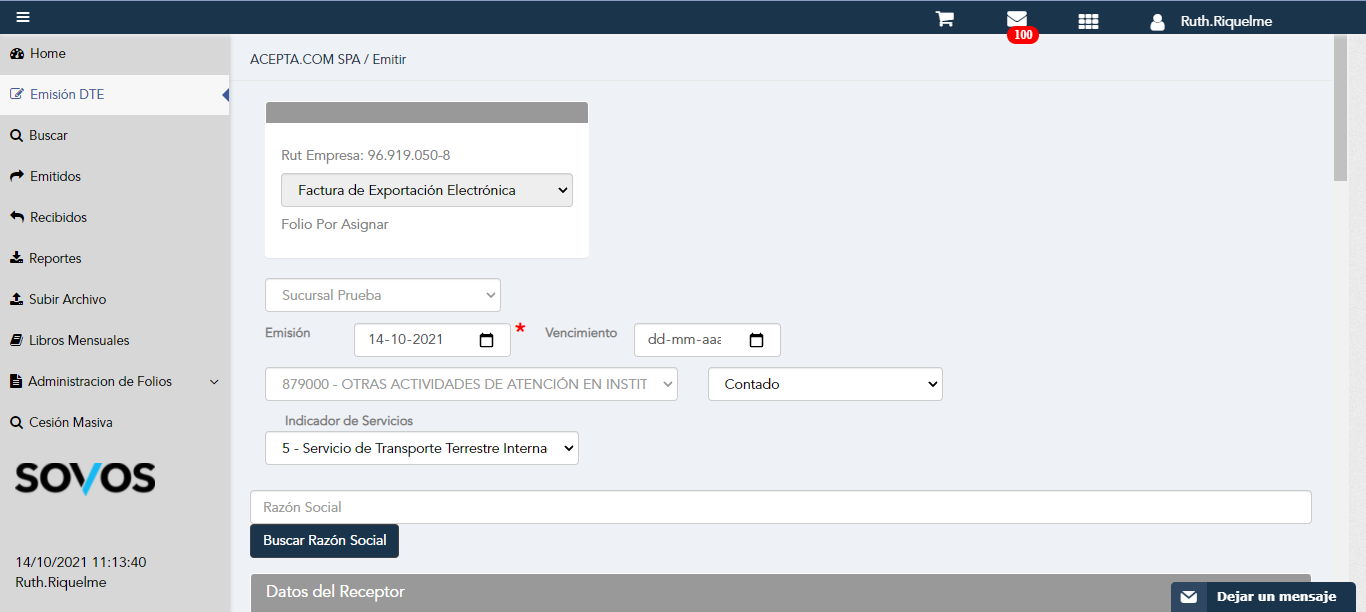 100
Ruth.Riquelme
Home
Emisión DTE
Buscar
Emitidos
Recibidos
Reportes
Subir Archivo
Libros Mensuales
Administracion de Folios
Cesión Masiva
SOVOS
14/10/2021 11:13:40
Ruth.Riquelme
ACEPTA.COM SPA / Emitir
Rut Empresa: 96.919.050-8
Factura de Exportación Electrónica
Folio Por Asignar
Sucursal Prueba
Emisión 14-10-2021 * Vencimiento dd-mm-aaa
879000 - OTRAS ACTIVIDADES DE ATENCIÓN EN INSTIT Contado
Indicador de Servicios
5 - Servicio de Transporte Terrestre Interna
Razón Social
Buscar Razón Social
Datos del Receptor
Dejar un mensaje